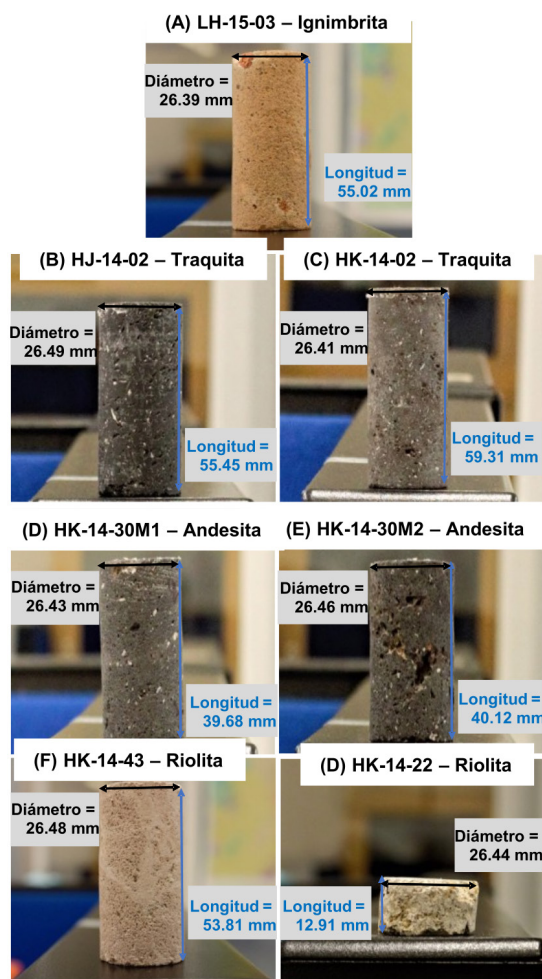 (A) LH-15-03 – Ignimbrita
Diámetro =
26.39 mm
Longitud =
55.02 mm
(B) HJ-14-02 – Traquita
(C) HK-14-02 – Traquita
Diámetro =
26.49 mm
Diámetro =
26.41 mm
Longitud =
55.45 mm
Longitud =
59.31 mm
(D) HK-14-30M1 – Andesita
(E) HK-14-30M2 – Andesita
Diámetro =
26.43 mm
Diámetro =
26.46 mm
Longitud =
39.68 mm
Longitud =
40.12 mm
(F) HK-14-43 – Riolita
(D) HK-14-22 – Riolita
Diámetro =
26.48 mm
Diámetro =
26.44 mm
Longitud =
53.81 mm
Longitud =
12.91 mm